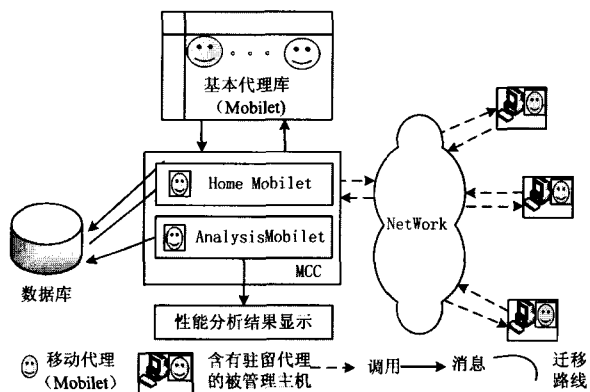 基本代理库
（Mobilet）
Home Mobilet
AnalysisMobilet
MCC
NetWork
数据库
性能分析结果显示
移动代理
（Mobilet）
含有驻留代理
的被管理主机
调用
消息
迁移
路线